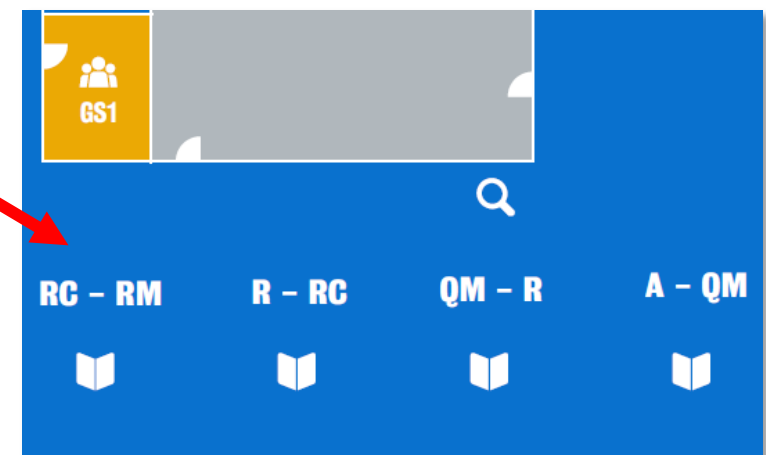 GS1
RC – RM R – RC QM – R A – QM